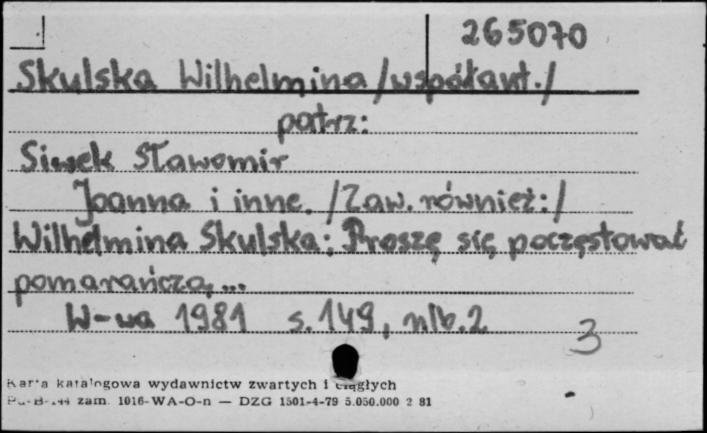 265070
Skulska Wilhelmina /współaut./
patrz:
Siwek Sławomir
Joanna i inne. /Zaw. również:/
Wilhelmina Skulska: Proszę się poczęstować
pomarańczą,...
W-wa 1981 s. 149, nlb. 2
3
Karta katalogowa wydawnictw zwartych i ciągłych
zam. 1016-WA-O-n — DZG 1501-4-79 5.050.000 2 81